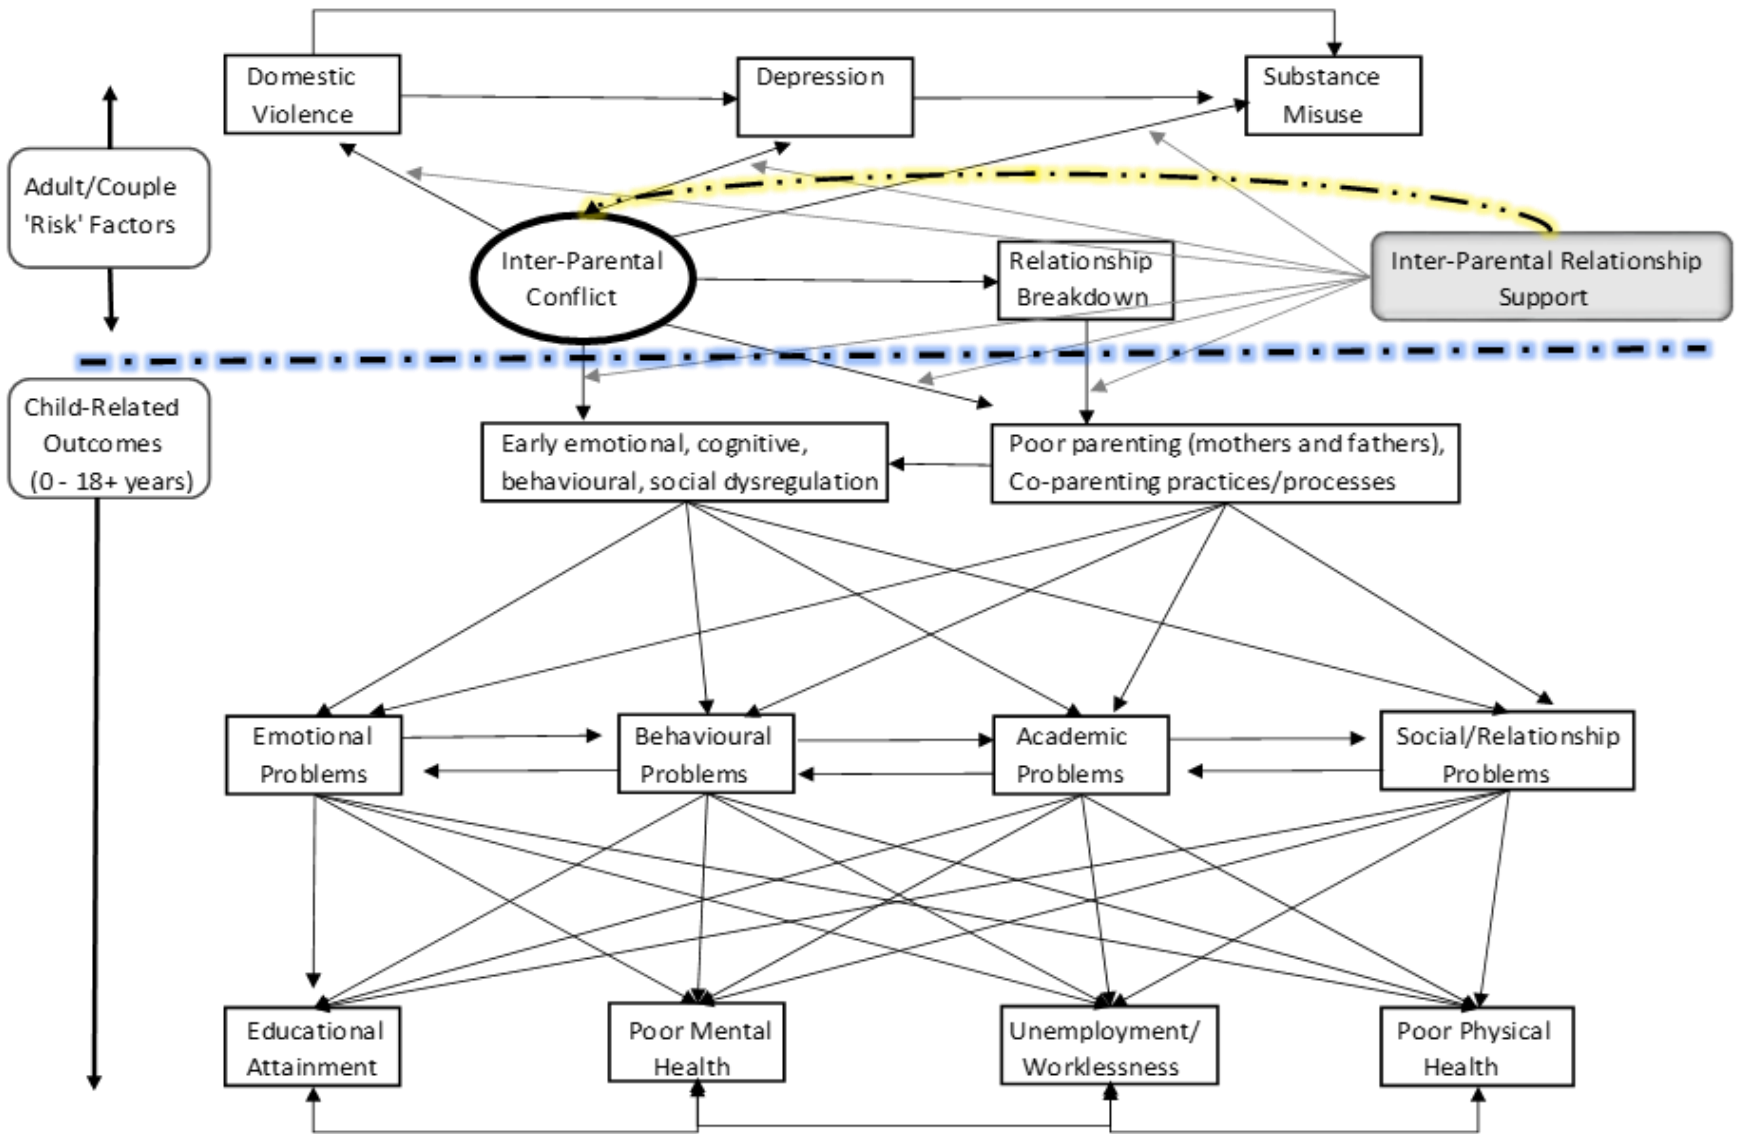 Domestic
Violence
Depression
Substance
Misuse
Adult/Couple
'Risk' Factors
Inter-Parental
Conflict
Relationship
Breakdown
Inter-Parental Relationship
Support
Child-Related
Outcomes
(0 - 18+ years)
Early emotional, cognitive,
behavioural, social dysregulation
Poor parenting (mothers and fathers),
Co-parenting practices/processes
Emotional
Problems
Behavioural
Problems
Academic
Problems
Social/Relationship
Problems
Educational
Attainment
Poor Mental
Health
Unemployment/
Worklessness
Poor Physical
Health